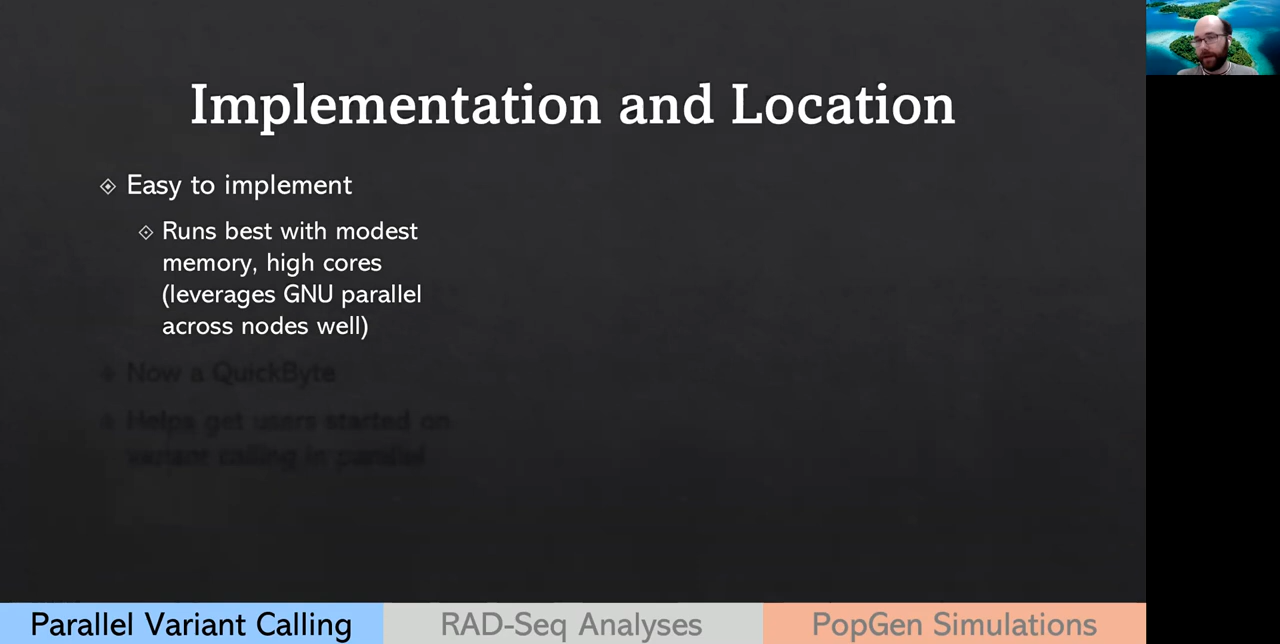 Implementation and Location
Easy to implement
Runs best with modest
memory, high cores
(leverages GNU parallel
across nodes well)
Now a QuickByte
Helps get users started on
variant calling in parallel
Parallel Variant Calling
RAD-Seq Analyses
PopGen Simulations